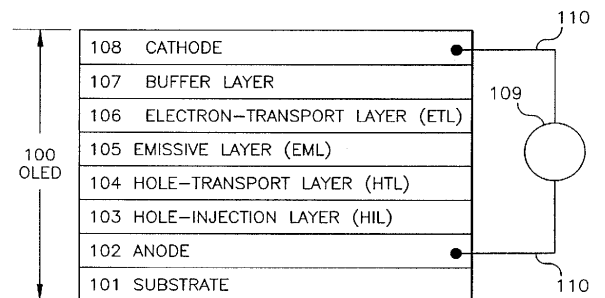 110
108 CATHODE
107 BUFFER LAYER
109
106 ELECTRON-TRANSPORT LAYER (ETL)
100
OLED
105 EMISSIVE LAYER (EML)
104 HOLE-TRANSPORT LAYER (HTL)
103 HOLE-INJECTION LAYER (HIL)
102 ANODE
101 SUBSTRATE
110